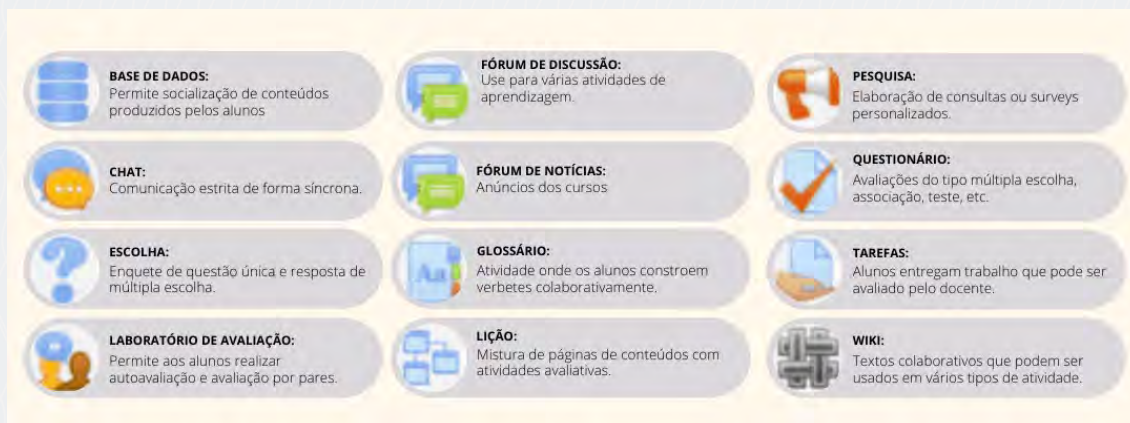 BASE DE DADOS:
Permite socialização de conteúdos
produzidos pelos alunos
CHAT:
Comunicação estrita de forma síncrona.
ESCOLHA:
Enquete de questão única e resposta de
múltipla escolha.
LABORATÓRIO DE AVALIAÇÃO:
Permite aos alunos realizar
autoavaliação e avaliação por pares.
FÓRUM DE DISCUSSÃO:
Use para várias atividades de
aprendizagem.
FÓRUM DE NOTÍCIAS:
Anúncios dos cursos
Aa
GLOSSÁRIO:
Atividade onde os alunos constroem
verbetes colaborativamente.
LIÇÃO:
Mistura de páginas de conteúdos com
atividades avaliativas.
PESQUISA:
Elaboração de consultas ou surveys
personalizados.
QUESTIONÁRIO:
Avaliações do tipo múltipla escolha,
associação, teste, etc.
TAREFAS:
Alunos entregam trabalho que pode ser
avaliado pelo docente.
WIKI:
Textos colaborativos que podem ser
usados em vários tipos de atividade.